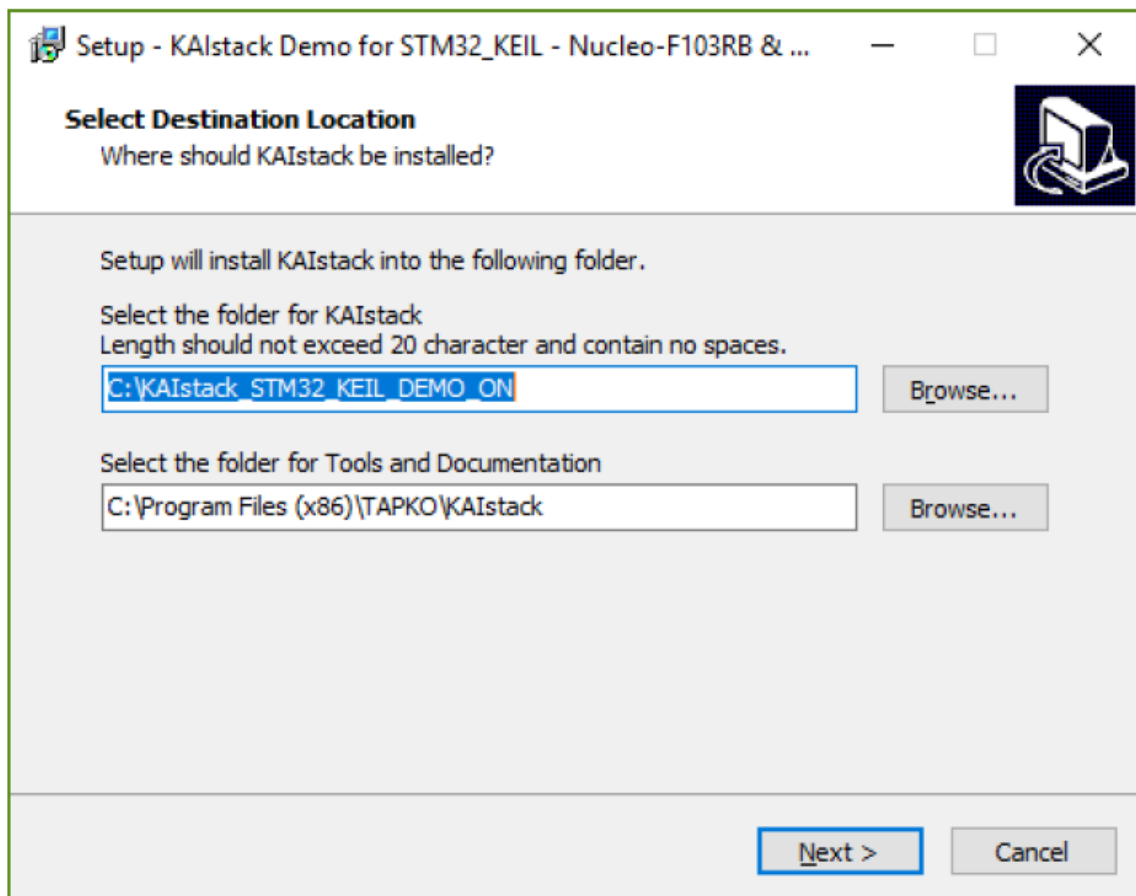 Setup - KAIstack Demo for STM32_KEIL - Nucleo-F103RB & ...
Select Destination Location
Where should KAIstack be installed?
Setup will install KAIstack into the following folder.
Select the folder for KAIstack
Length should not exceed 20 character and contain no spaces.
C:\KAIstack_STM32_KEIL_DEMO_ON
Browse...
Select the folder for Tools and Documentation
C:\Program Files (x86)\TAPKO\KAIstack
Browse...
Next >
Cancel